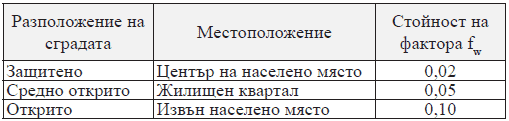 Разположение на сградата Местоположение Стойност на фактора fw
Защитено Център на населено място 0,02
Средно открито Жилищен квартал 0,05
Открито Извън населено място 0,10